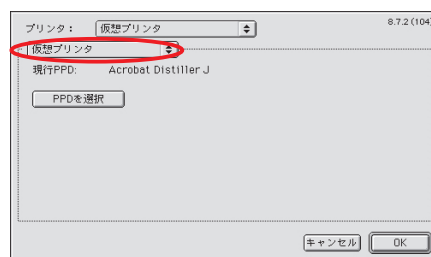 プリンタ： 仮想プリンタ 8.7.2 (104)
仮想プリンタ
現行PPD: Acrobat Distiller J
PPDを選択
キャンセル OK